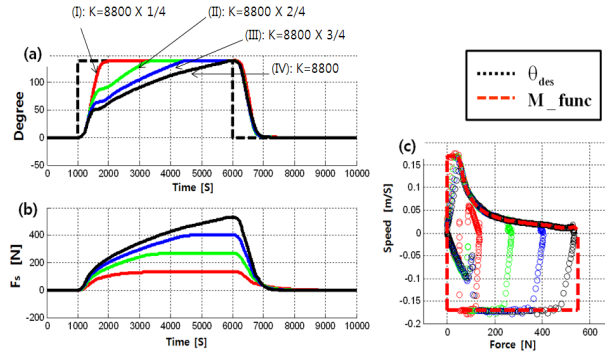 (I): K=8800 X 1/4
(II): K=8800 X 2/4
(III): K=8800 X 3/4
(IV): K=8800
(a)
Degree
100
50
0
-50
0 1000 2000 3000 4000 5000 6000 7000 8000 9000 10000
Time [S]
(b)
Fs [N]
600
400
200
0
-200
0 1000 2000 3000 4000 5000 6000 7000 8000 9000 10000
Time [S]
θdes
M_func
(c)
Speed [m/S]
0.15
0.1
0.05
0
-0.05
-0.1
-0.15
-0.2
0 200 400 600
Force [N]